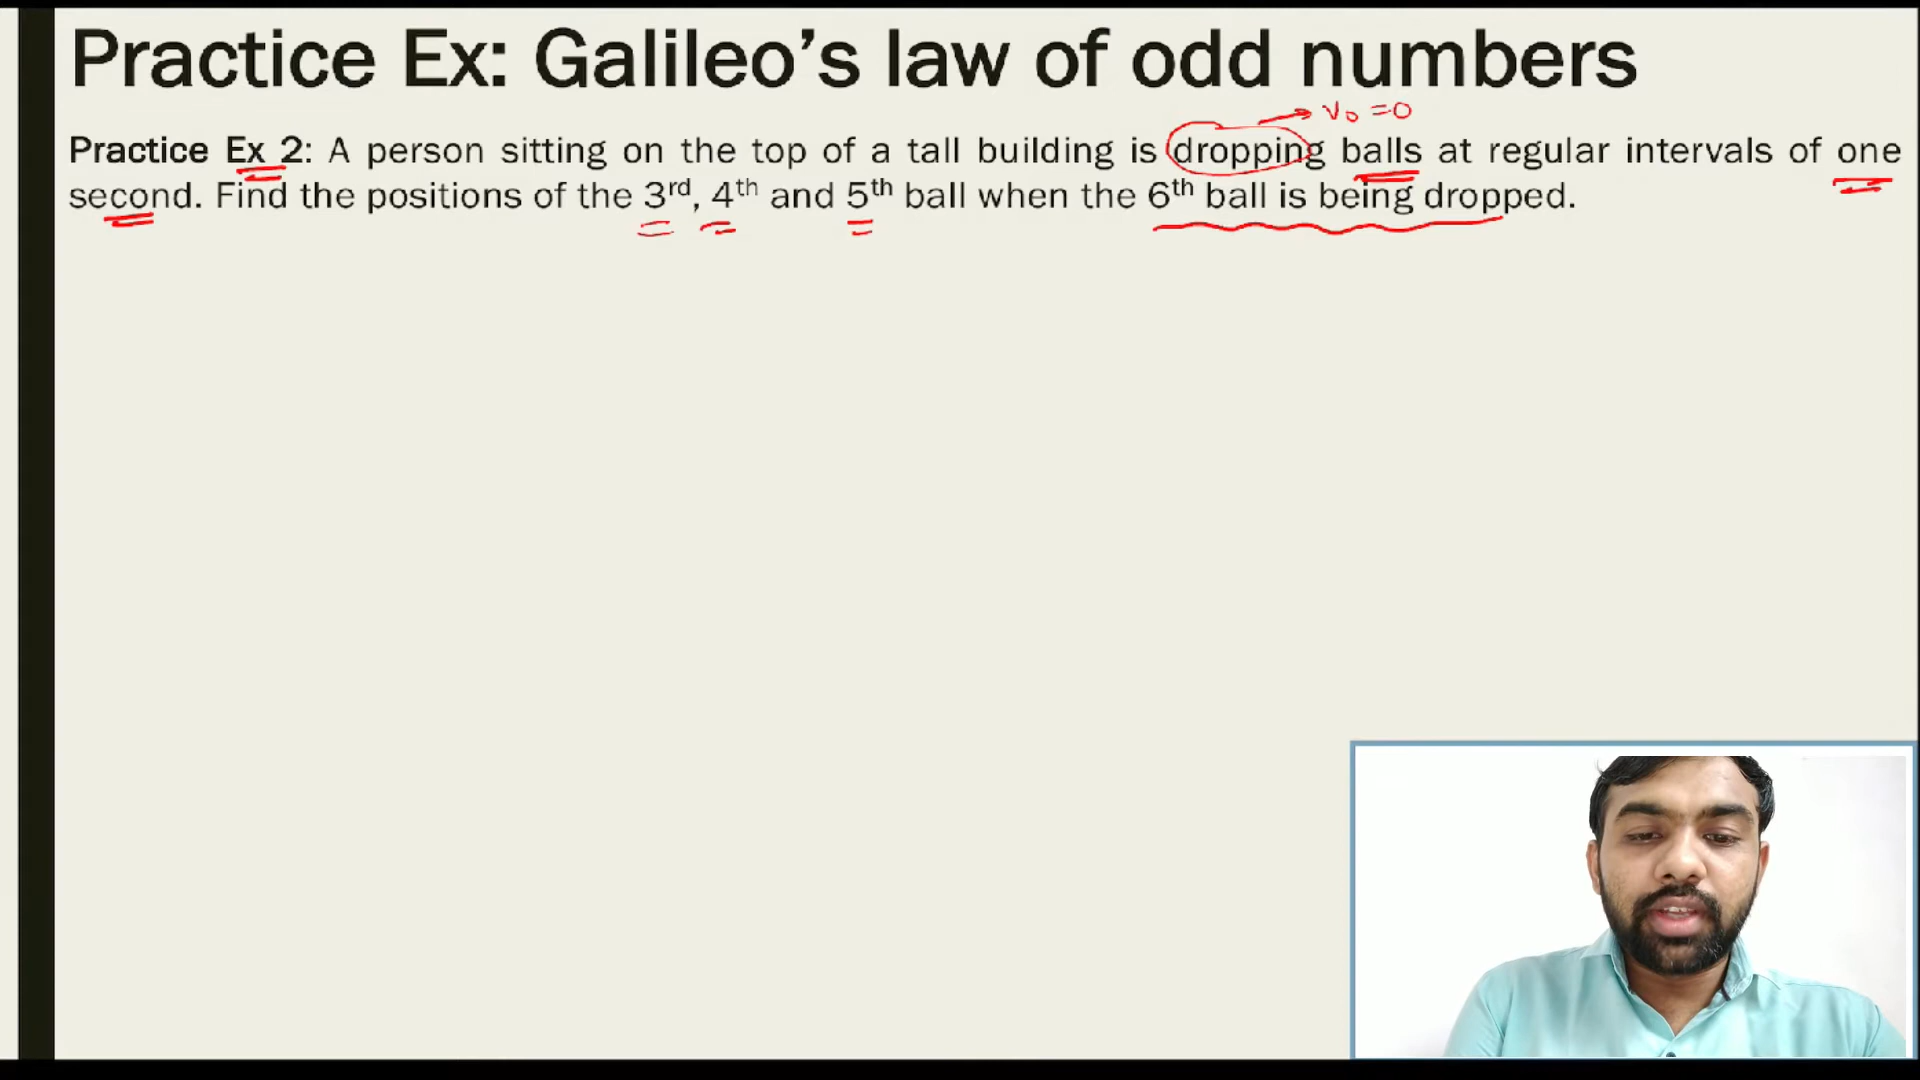 Practice Ex: Galileo’s law of odd numbers
v₀ =0
Practice Ex 2: A person sitting on the top of a tall building is dropping balls at regular intervals of one
second. Find the positions of the 3rd, 4th and 5th ball when the 6th ball is being dropped.